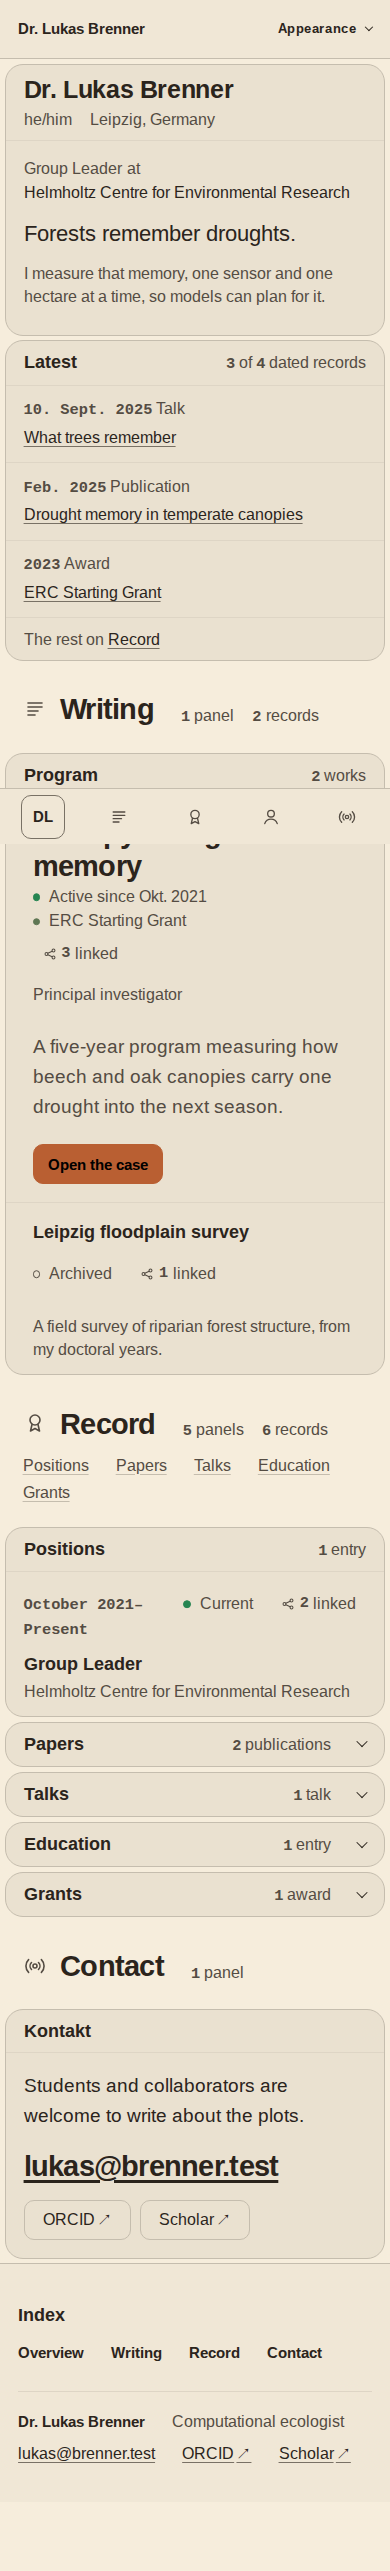 Dr. Lukas Brenner
Appearance
Dr. Lukas Brenner
he/him Leipzig, Germany
Group Leader at
Helmholtz Centre for Environmental Research
Forests remember droughts.
I measure that memory, one sensor and one
hectare at a time, so models can plan for it.
Latest 3 of 4 dated records
10. Sept. 2025 Talk
What trees remember
Feb. 2025 Publication
Drought memory in temperate canopies
2023 Award
ERC Starting Grant
The rest on Record
Writing 1 panel 2 records
Program 2 works
DL
memory
Active since Okt. 2021
ERC Starting Grant
3 linked
Principal investigator
A five-year program measuring how
beech and oak canopies carry one
drought into the next season.
Open the case
Leipzig floodplain survey
Archived 1 linked
A field survey of riparian forest structure, from
my doctoral years.
Record 5 panels 6 records
Positions Papers Talks Education
Grants
Positions 1 entry
October 2021– Current 2 linked
Present
Group Leader
Helmholtz Centre for Environmental Research
Papers 2 publications
Talks 1 talk
Education 1 entry
Grants 1 award
Contact 1 panel
Kontakt
Students and collaborators are
welcome to write about the plots.
lukas@brenner.test
ORCID↗ Scholar↗
Index
Overview Writing Record Contact
Dr. Lukas Brenner Computational ecologist
lukas@brenner.test ORCID↗ Scholar↗